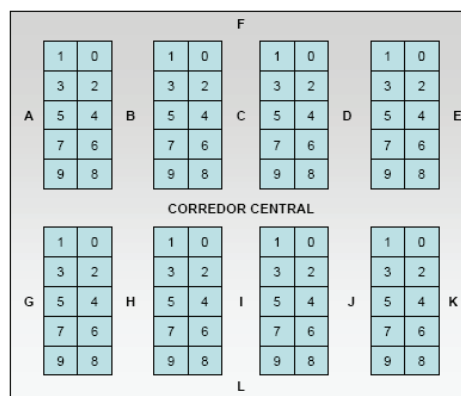 F
1 0 1 0 1 0 1 0
3 2 3 2 3 2 3 2
A 5 4 B 5 4 C 5 4 D 5 4 E
7 6 7 6 7 6 7 6
9 8 9 8 9 8 9 8
CORREDOR CENTRAL
1 0 1 0 1 0 1 0
3 2 3 2 3 2 3 2
G 5 4 H 5 4 I 5 4 J 5 4 K
7 6 7 6 7 6 7 6
9 8 9 8 9 8 9 8
L